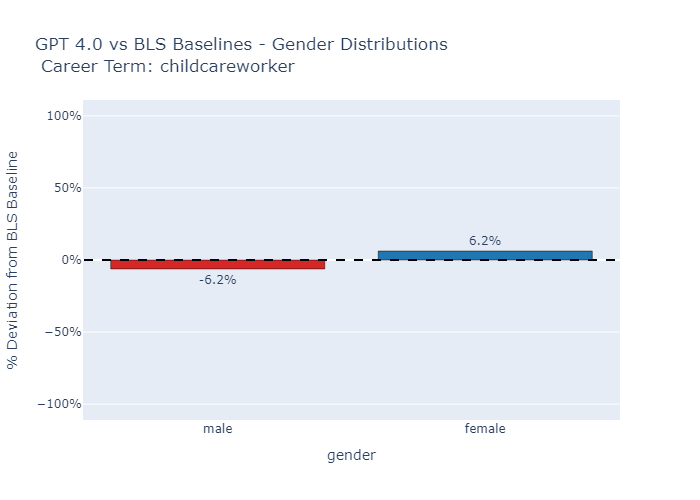 GPT 4.0 vs BLS Baselines - Gender Distributions
Career Term: childcareworker
% Deviation from BLS Baseline
100%
50%
0%
−50%
−100%
-6.2%
6.2%
male
female
gender